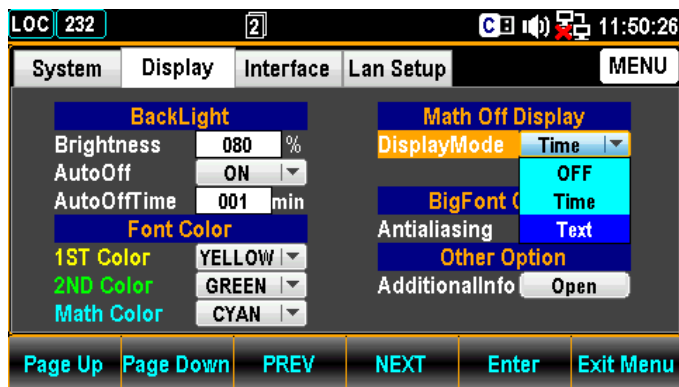 LOC 232 2 C 11:50:26
System Display Interface Lan Setup MENU
BackLight
Brightness 080 %
AutoOff ON
AutoOffTime 001 min
Font Color
1ST Color YELLOW
2ND Color GREEN
Math Color CYAN
Math Off Display
DisplayMode Time
OFF
Time
Text
BigFont
Antialiasing
Other Option
AdditionalInfo Open
Page Up Page Down PREV NEXT Enter Exit Menu